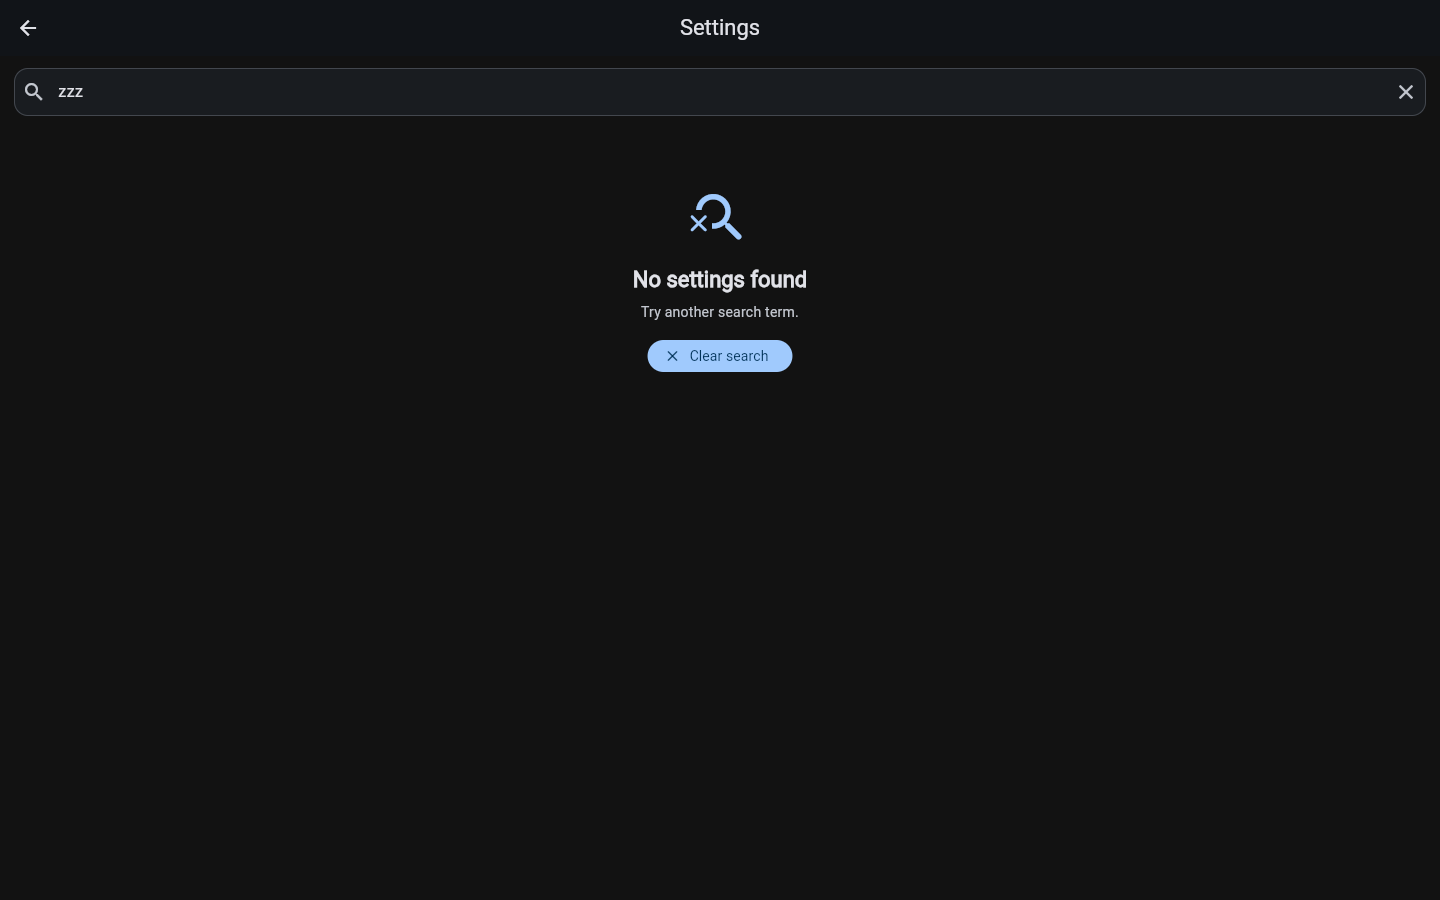 Settings
zzz
No settings found
Try another search term.
Clear search